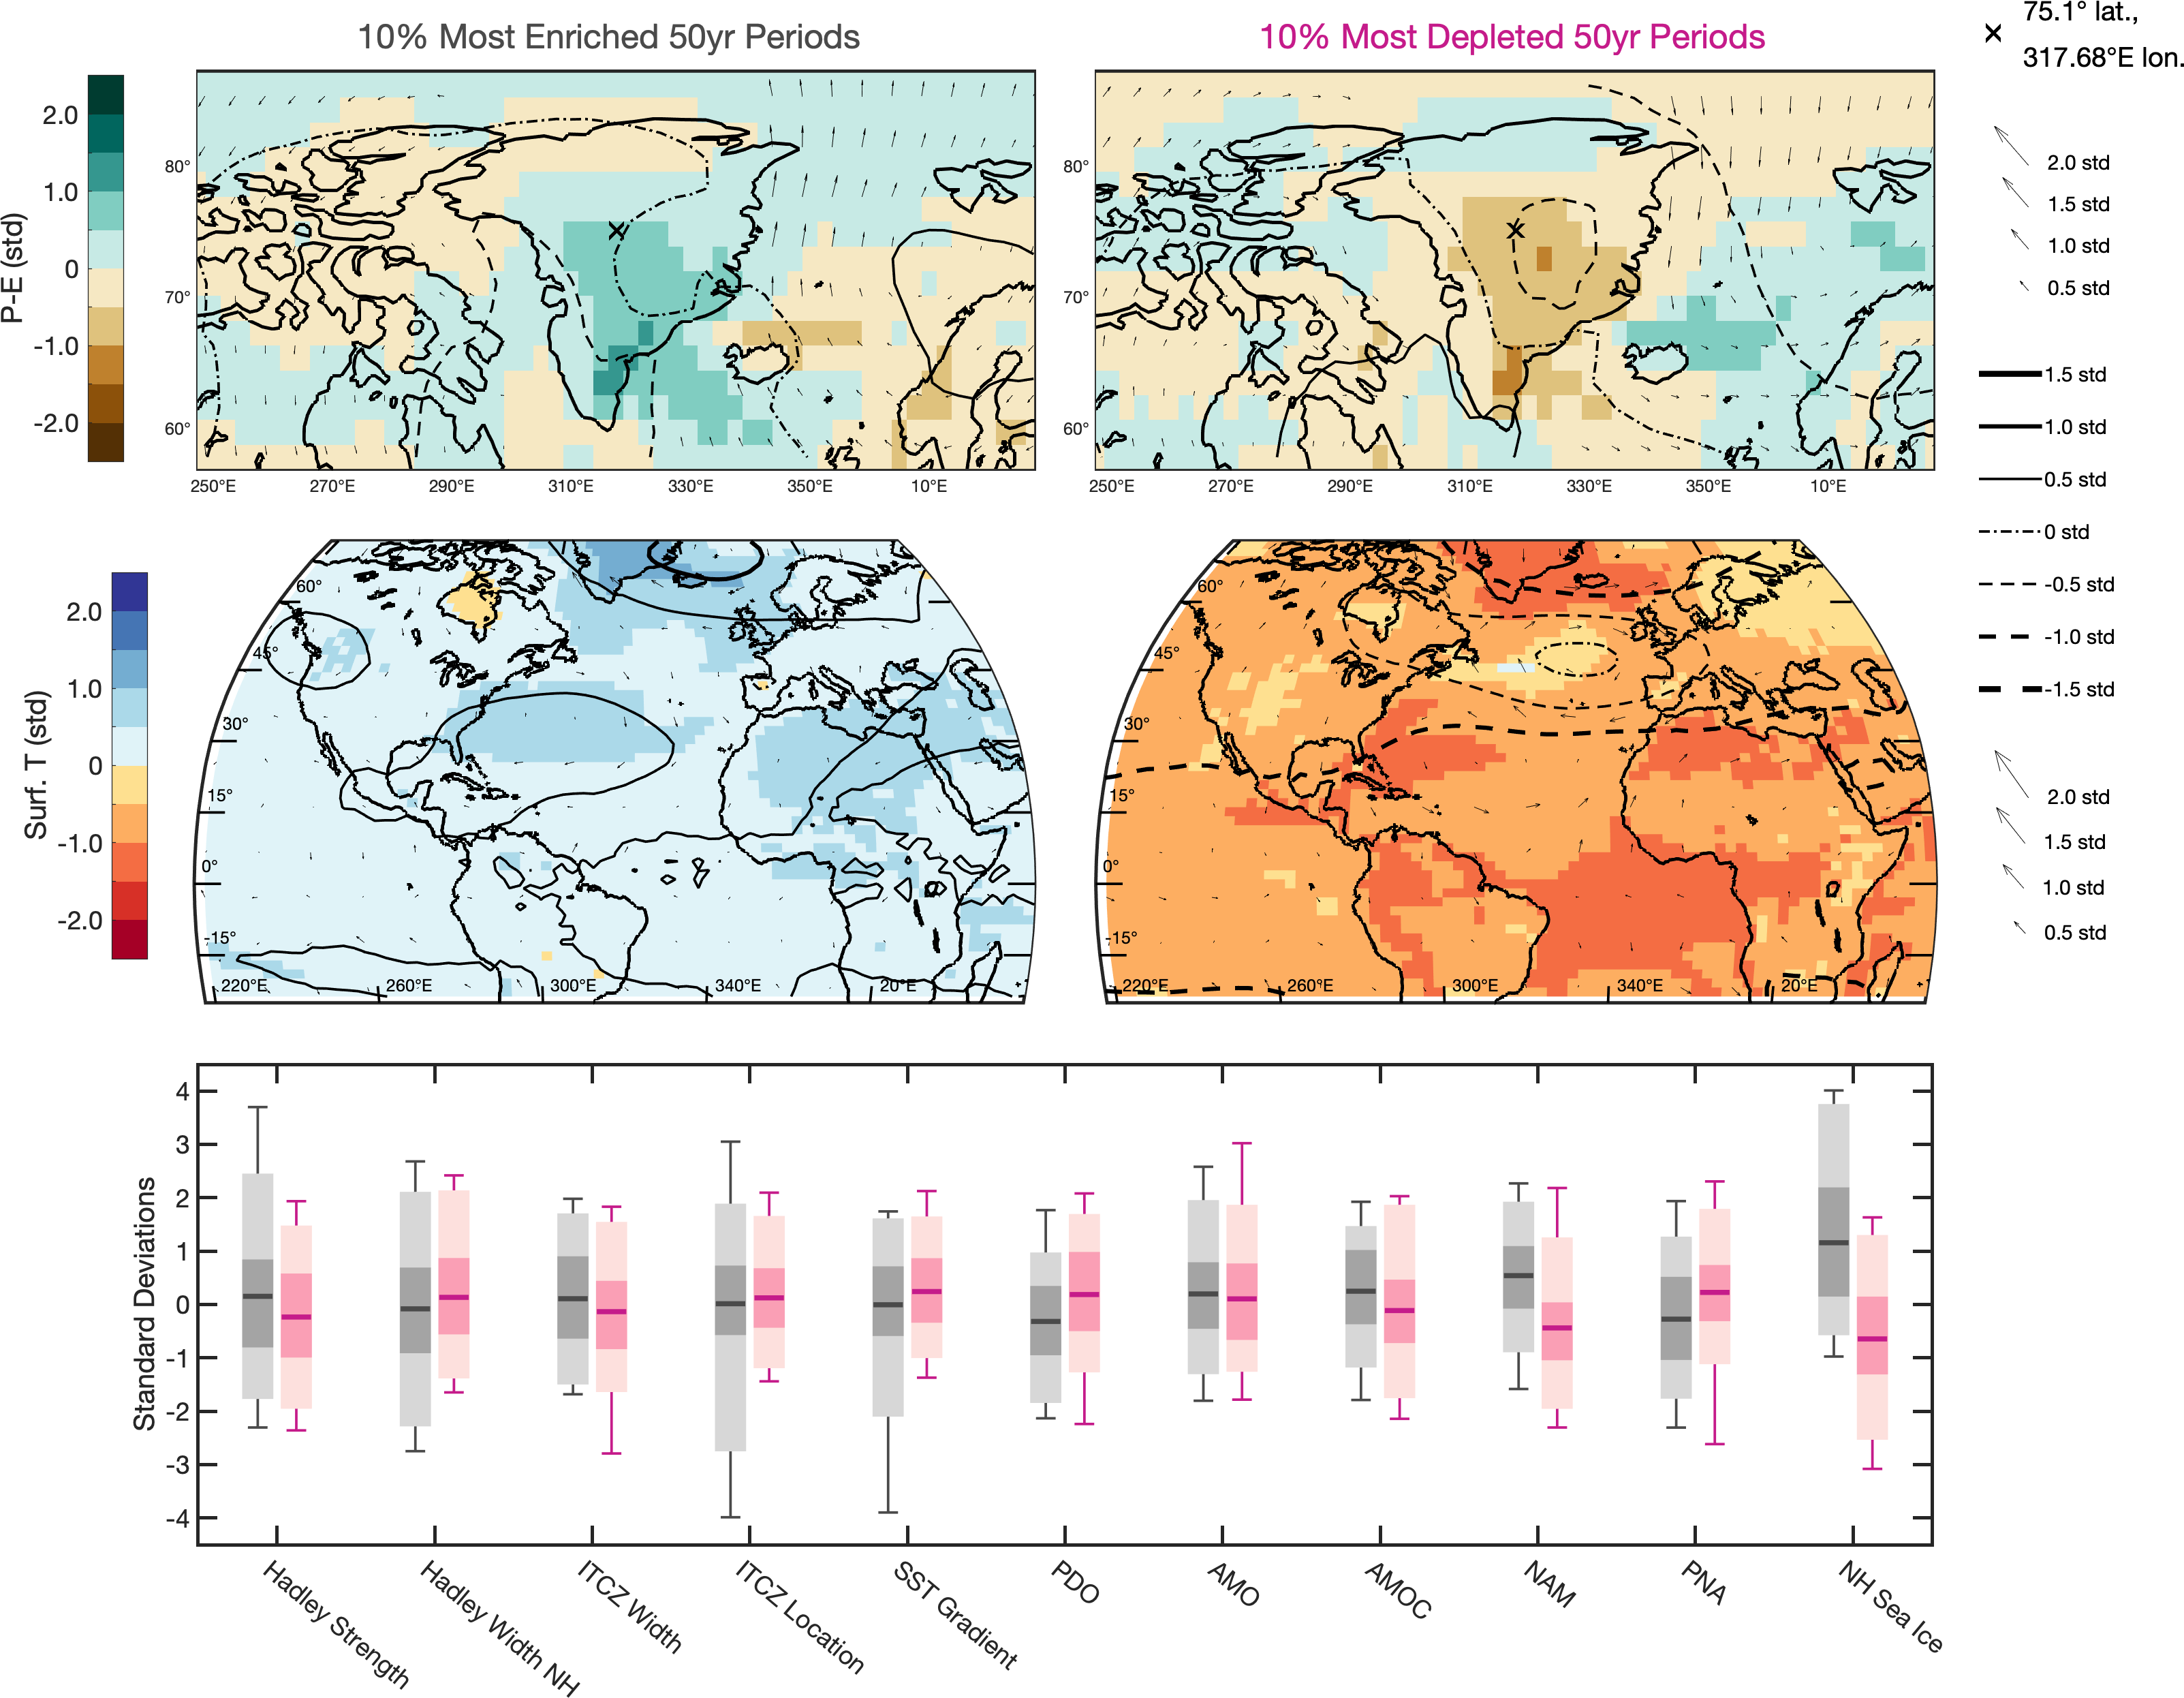 10% Most Enriched 50yr Periods
10% Most Depleted 50yr Periods
75.1° lat.,
317.68°E lon.
P-E (std)
2.0
1.0
0
-1.0
-2.0
80°
70°
60°
250°E 270°E 290°E 310°E 330°E 350°E 10°E
80°
70°
60°
250°E 270°E 290°E 310°E 330°E 350°E 10°E
2.0 std
1.5 std
1.0 std
0.5 std
1.5 std
1.0 std
0.5 std
0 std
-0.5 std
-1.0 std
-1.5 std
Surf. T (std)
2.0
1.0
0
-1.0
-2.0
60°
45°
30°
15°
0°
-15°
220°E 260°E 300°E 340°E 20°E
60°
45°
30°
15°
0°
-15°
220°E 260°E 300°E 340°E 20°E
2.0 std
1.5 std
1.0 std
0.5 std
Standard Deviations
4
3
2
1
0
-1
-2
-3
-4
Hadley Strength
Hadley Width NH
ITCZ Width
ITCZ Location
SST Gradient
PDO
AMO
AMOC
NAM
PNA
NH Sea Ice